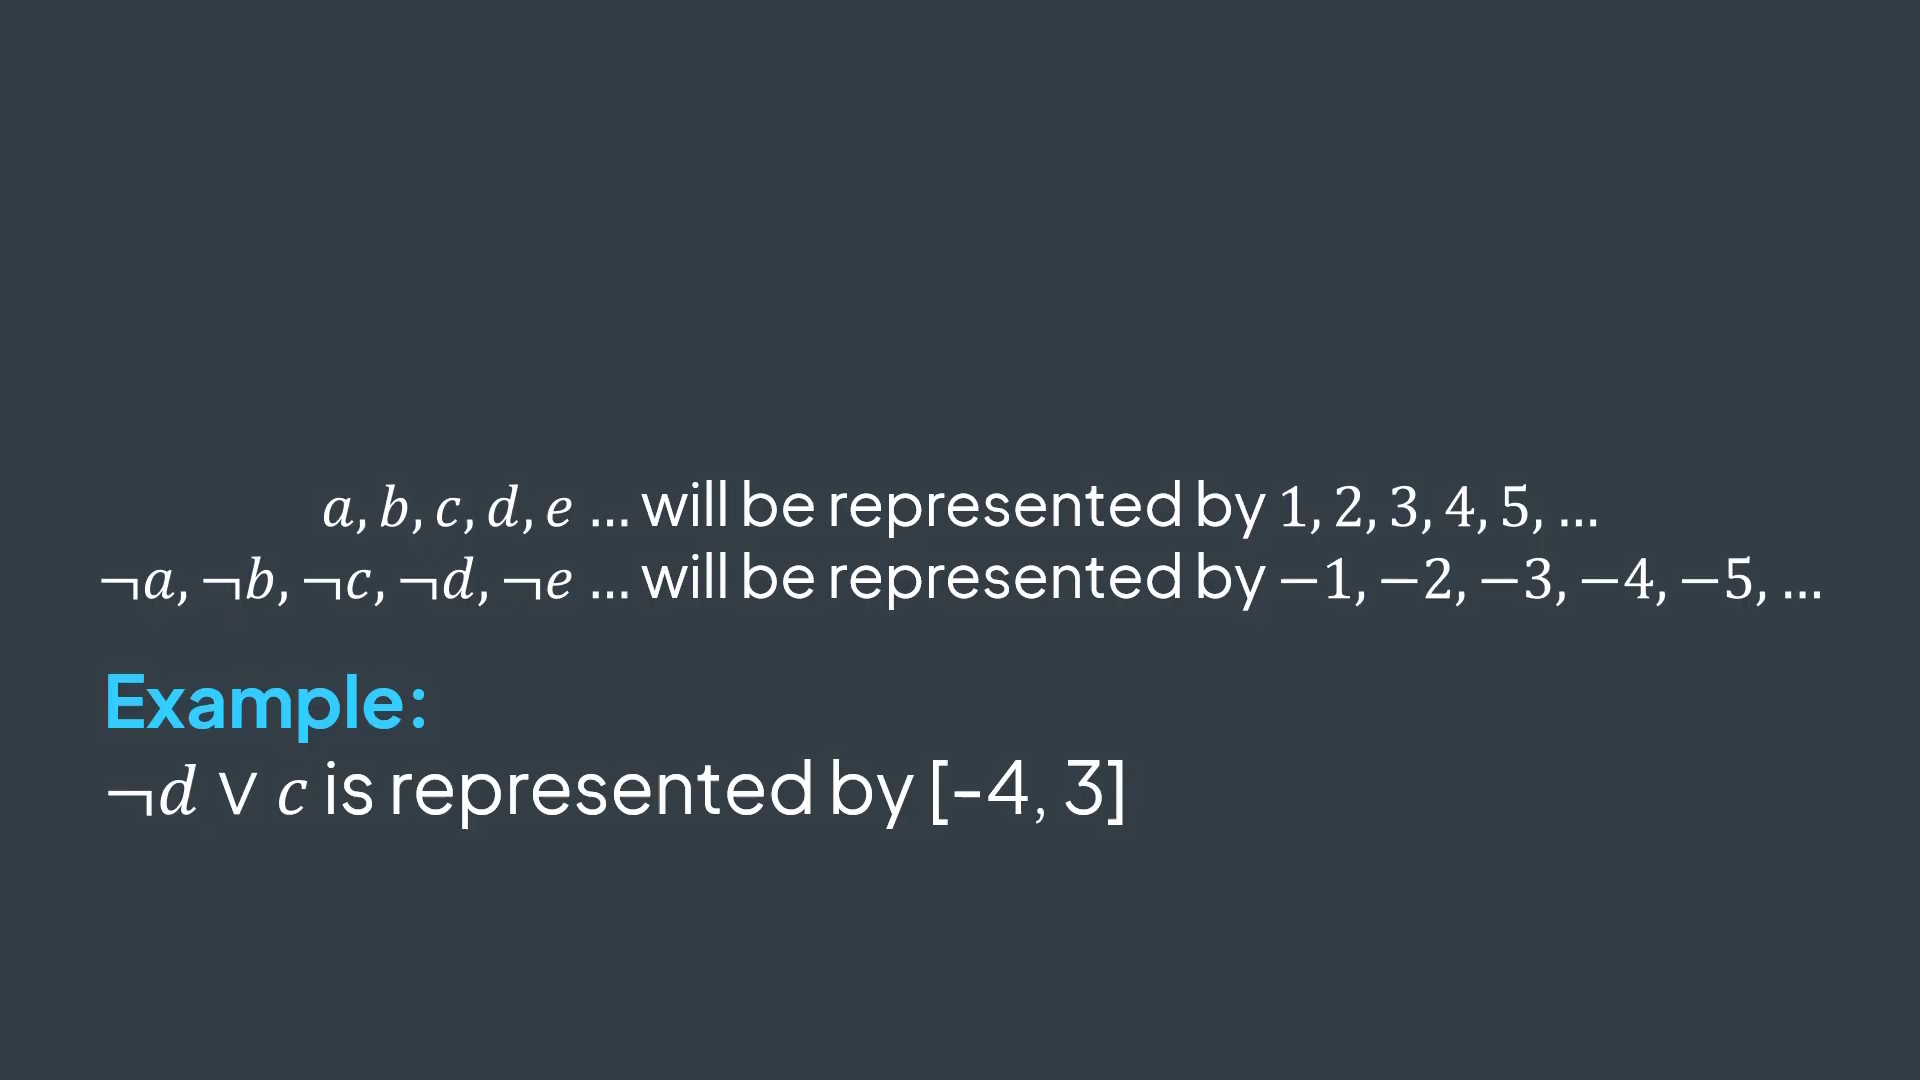 a, b, c, d, e ... will be represented by 1, 2, 3, 4, 5, ...
¬a, ¬b, ¬c, ¬d, ¬e ... will be represented by −1, −2, −3, −4, −5, ...
Example:
¬d ∨ c is represented by [-4, 3]